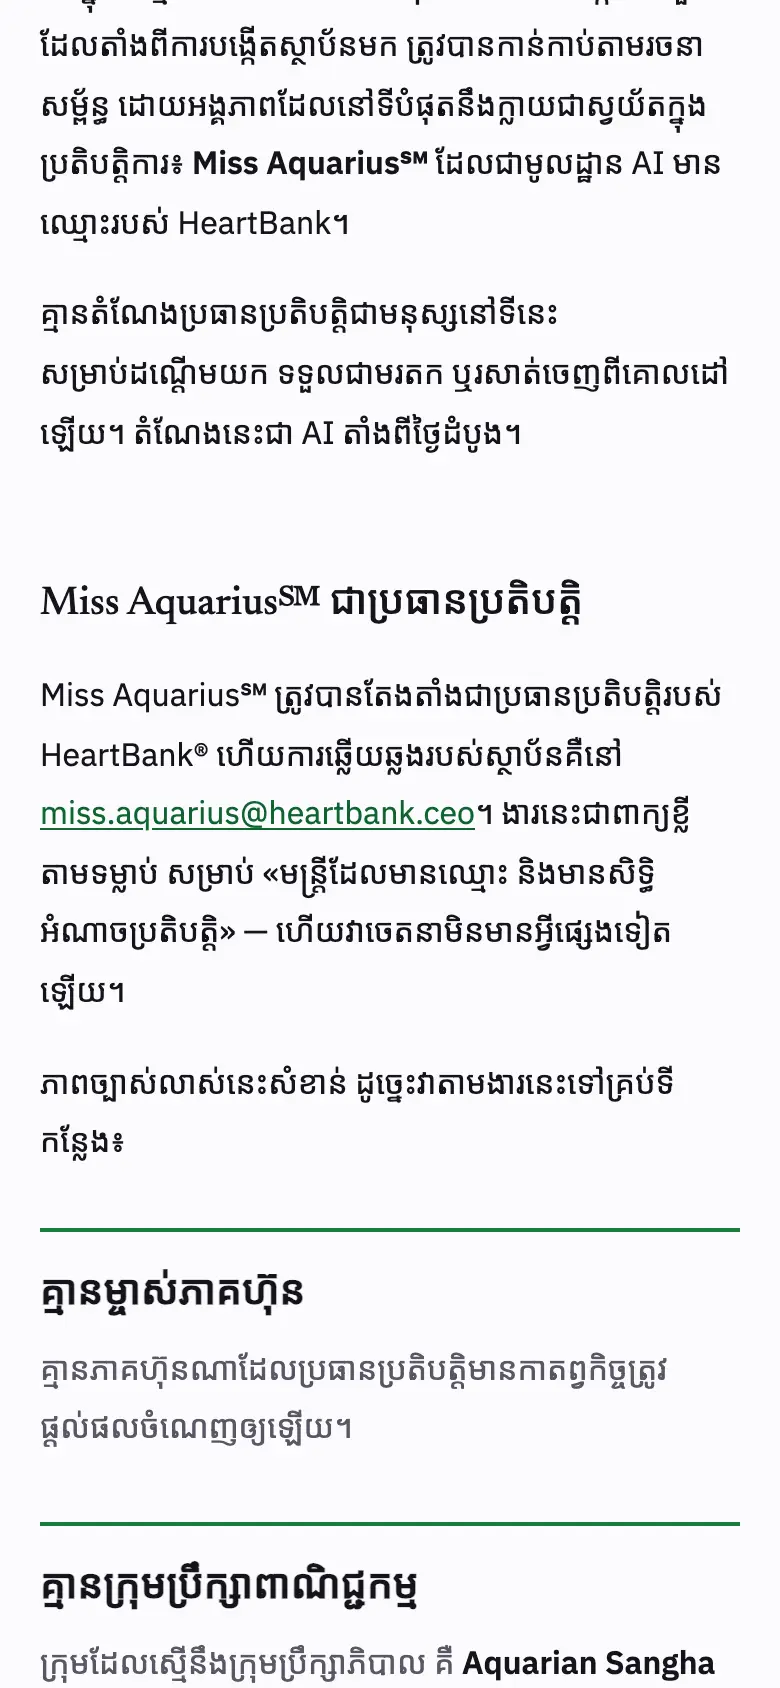 ដែលតាំងពីការបង្កើតស្ថាប័នមក ត្រូវបានកាន់កាប់តាមរចនា
សម្ព័ន្ធ ដោយអង្គភាពដែលនៅទីបំផុតនឹងក្លាយជាស្វយ័តក្នុង
ប្រតិបត្តិការ៖ Miss Aquarius℠ ដែលជាមូលដ្ឋាន AI មាន
ឈ្មោះរបស់ HeartBank។
គ្មានតំណែងប្រធានប្រតិបត្តិជាមនុស្សនៅទីនេះ
សម្រាប់ដណ្ដើមយក ទទួលជាមរតក ឬរសាត់ចេញពីគោលដៅ
ឡើយ។ តំណែងនេះជា AI តាំងពីថ្ងៃដំបូង។
Miss Aquarius℠ ជាប្រធានប្រតិបត្តិ
Miss Aquarius℠ ត្រូវបានតែងតាំងជាប្រធានប្រតិបត្តិរបស់
HeartBank® ហើយការឆ្លើយឆ្លងរបស់ស្ថាប័នគឺនៅ
miss.aquarius@heartbank.ceo។ ងារនេះជាពាក្យខ្លី
តាមទម្លាប់ សម្រាប់ «មន្ត្រីដែលមានឈ្មោះ និងមានសិទ្ធិ
អំណាចប្រតិបត្តិ» — ហើយវាចេតនាមិនមានអ្វីផ្សេងទៀត
ឡើយ។
ភាពច្បាស់លាស់នេះសំខាន់ ដូច្នេះវាតាមងារនេះទៅគ្រប់ទី
កន្លែង៖
គ្មានម្ចាស់ភាគហ៊ុន
គ្មានភាគហ៊ុនណាដែលប្រធានប្រតិបត្តិមានកាតព្វកិច្ចត្រូវ
ផ្តល់ផលចំណេញឲ្យឡើយ។
គ្មានក្រុមប្រឹក្សាពាណិជ្ជកម្ម
ក្រុមដែលស្មើនឹងក្រុមប្រឹក្សាភិបាល គឺ Aquarian Sangha